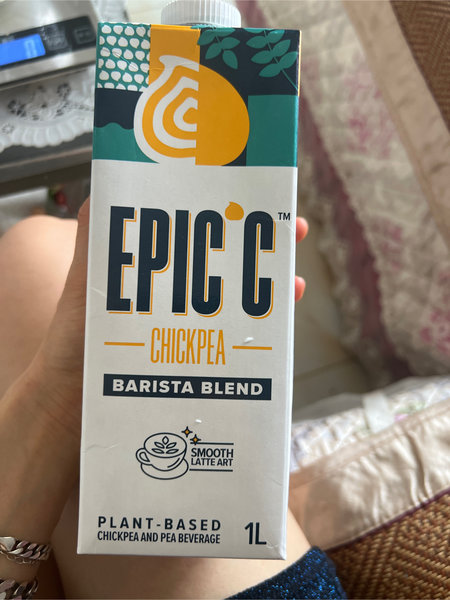 EPIC C™
CHICKPEA
BARISTA BLEND
SMOOTH
LATTE ART
PLANT-BASED
CHICKPEA AND PEA BEVERAGE
1L